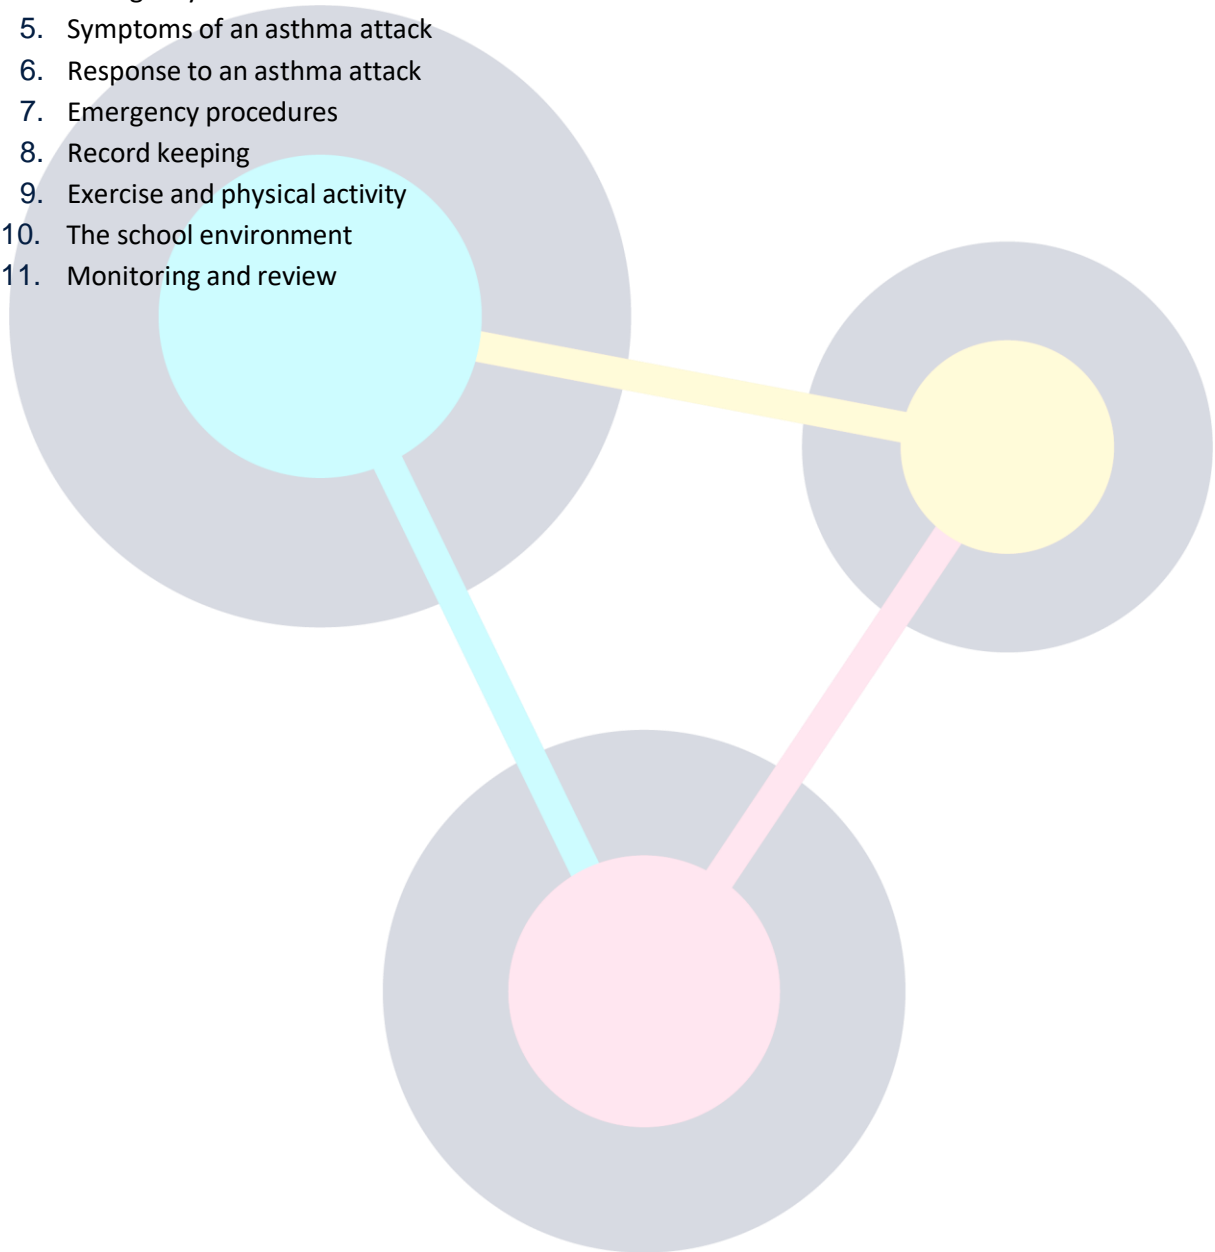 5. Symptoms of an asthma attack
6. Response to an asthma attack
7. Emergency procedures
8. Record keeping
9. Exercise and physical activity
10. The school environment
11. Monitoring and review